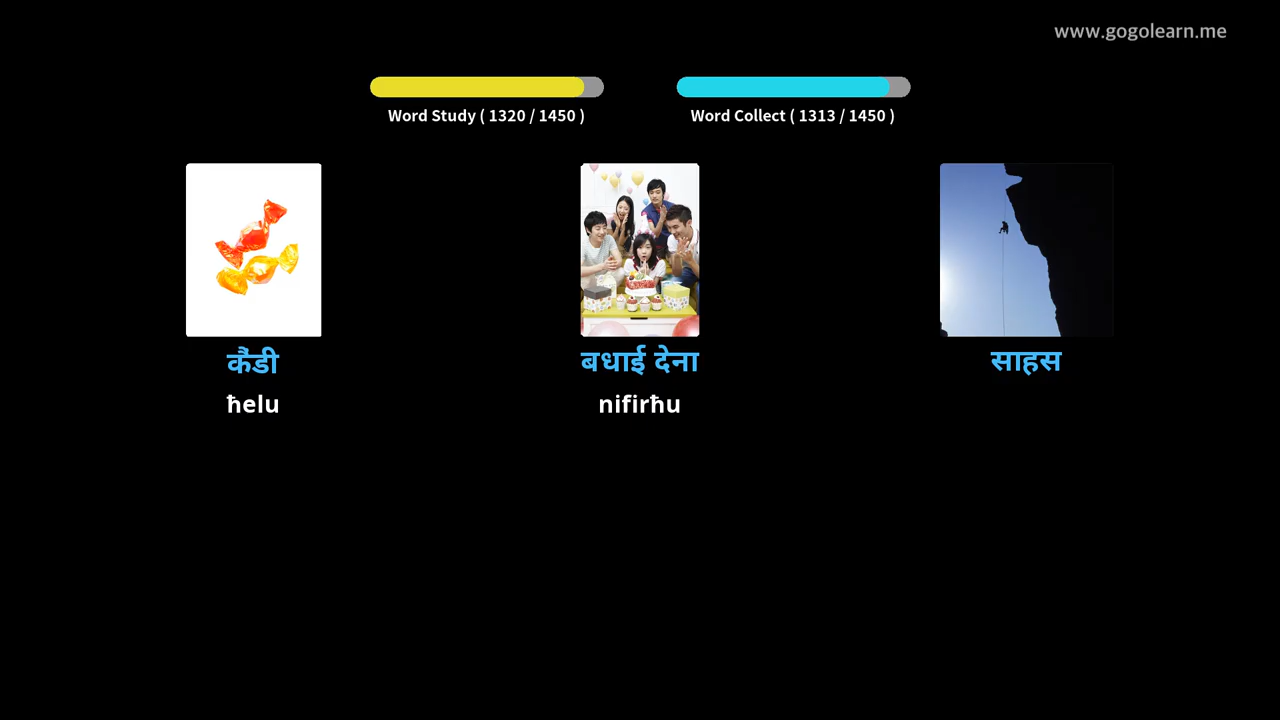 www.gogolearn.me
Word Study ( 1320 / 1450 )
Word Collect ( 1313 / 1450 )
कैंडी
बधाई देना
साहस
ħelu
nifirħu